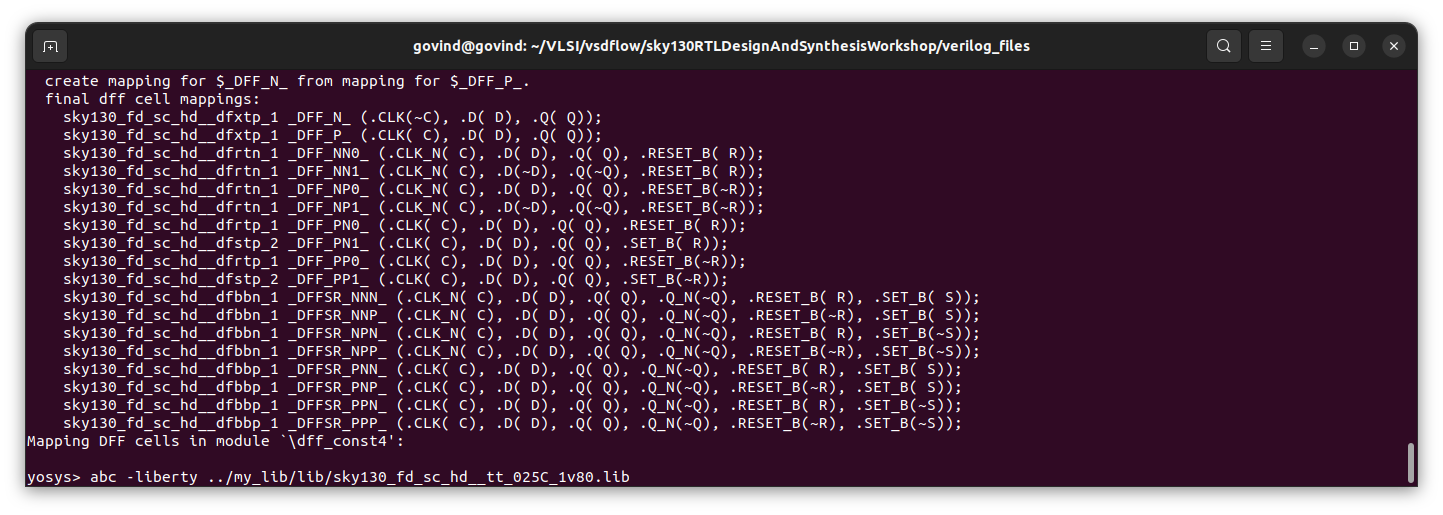 govind@govind: ~/VLSI/vsdflow/sky130RTLDesignAndSynthesisWorkshop/verilog_files
create mapping for $_DFF_N_ from mapping for $_DFF_P_.
final dff cell mappings:
sky130_fd_sc_hd__dfxtp_1 _DFF_N_ (.CLK(~C), .D( D), .Q( Q));
sky130_fd_sc_hd__dfxtp_1 _DFF_P_ (.CLK( C), .D( D), .Q( Q));
sky130_fd_sc_hd__dfrtn_1 _DFF_NN0_ (.CLK_N( C), .D( D), .Q( Q), .RESET_B( R));
sky130_fd_sc_hd__dfrtn_1 _DFF_NN1_ (.CLK_N( C), .D(~D), .Q(~Q), .RESET_B( R));
sky130_fd_sc_hd__dfrtn_1 _DFF_NP0_ (.CLK_N( C), .D( D), .Q( Q), .RESET_B(~R));
sky130_fd_sc_hd__dfrtn_1 _DFF_NP1_ (.CLK_N( C), .D(~D), .Q(~Q), .RESET_B(~R));
sky130_fd_sc_hd__dfrtp_1 _DFF_PN0_ (.CLK( C), .D( D), .Q( Q), .RESET_B( R));
sky130_fd_sc_hd__dfstp_2 _DFF_PN1_ (.CLK( C), .D( D), .Q( Q), .SET_B( R));
sky130_fd_sc_hd__dfrtp_1 _DFF_PP0_ (.CLK( C), .D( D), .Q( Q), .RESET_B(~R));
sky130_fd_sc_hd__dfstp_2 _DFF_PP1_ (.CLK( C), .D( D), .Q( Q), .SET_B(~R));
sky130_fd_sc_hd__dfbbn_1 _DFFSR_NNN_ (.CLK_N( C), .D( D), .Q( Q), .Q_N(~Q), .RESET_B( R), .SET_B( S));
sky130_fd_sc_hd__dfbbn_1 _DFFSR_NNP_ (.CLK_N( C), .D( D), .Q( Q), .Q_N(~Q), .RESET_B(~R), .SET_B( S));
sky130_fd_sc_hd__dfbbn_1 _DFFSR_NPN_ (.CLK_N( C), .D( D), .Q( Q), .Q_N(~Q), .RESET_B( R), .SET_B(~S));
sky130_fd_sc_hd__dfbbn_1 _DFFSR_NPP_ (.CLK_N( C), .D( D), .Q( Q), .Q_N(~Q), .RESET_B(~R), .SET_B(~S));
sky130_fd_sc_hd__dfbbp_1 _DFFSR_PNN_ (.CLK( C), .D( D), .Q( Q), .Q_N(~Q), .RESET_B( R), .SET_B( S));
sky130_fd_sc_hd__dfbbp_1 _DFFSR_PNP_ (.CLK( C), .D( D), .Q( Q), .Q_N(~Q), .RESET_B(~R), .SET_B( S));
sky130_fd_sc_hd__dfbbp_1 _DFFSR_PPN_ (.CLK( C), .D( D), .Q( Q), .Q_N(~Q), .RESET_B( R), .SET_B(~S));
sky130_fd_sc_hd__dfbbp_1 _DFFSR_PPP_ (.CLK( C), .D( D), .Q( Q), .Q_N(~Q), .RESET_B(~R), .SET_B(~S));
Mapping DFF cells in module `\dff_const4':
yosys> abc -liberty ../my_lib/lib/sky130_fd_sc_hd__tt_025C_1v80.lib